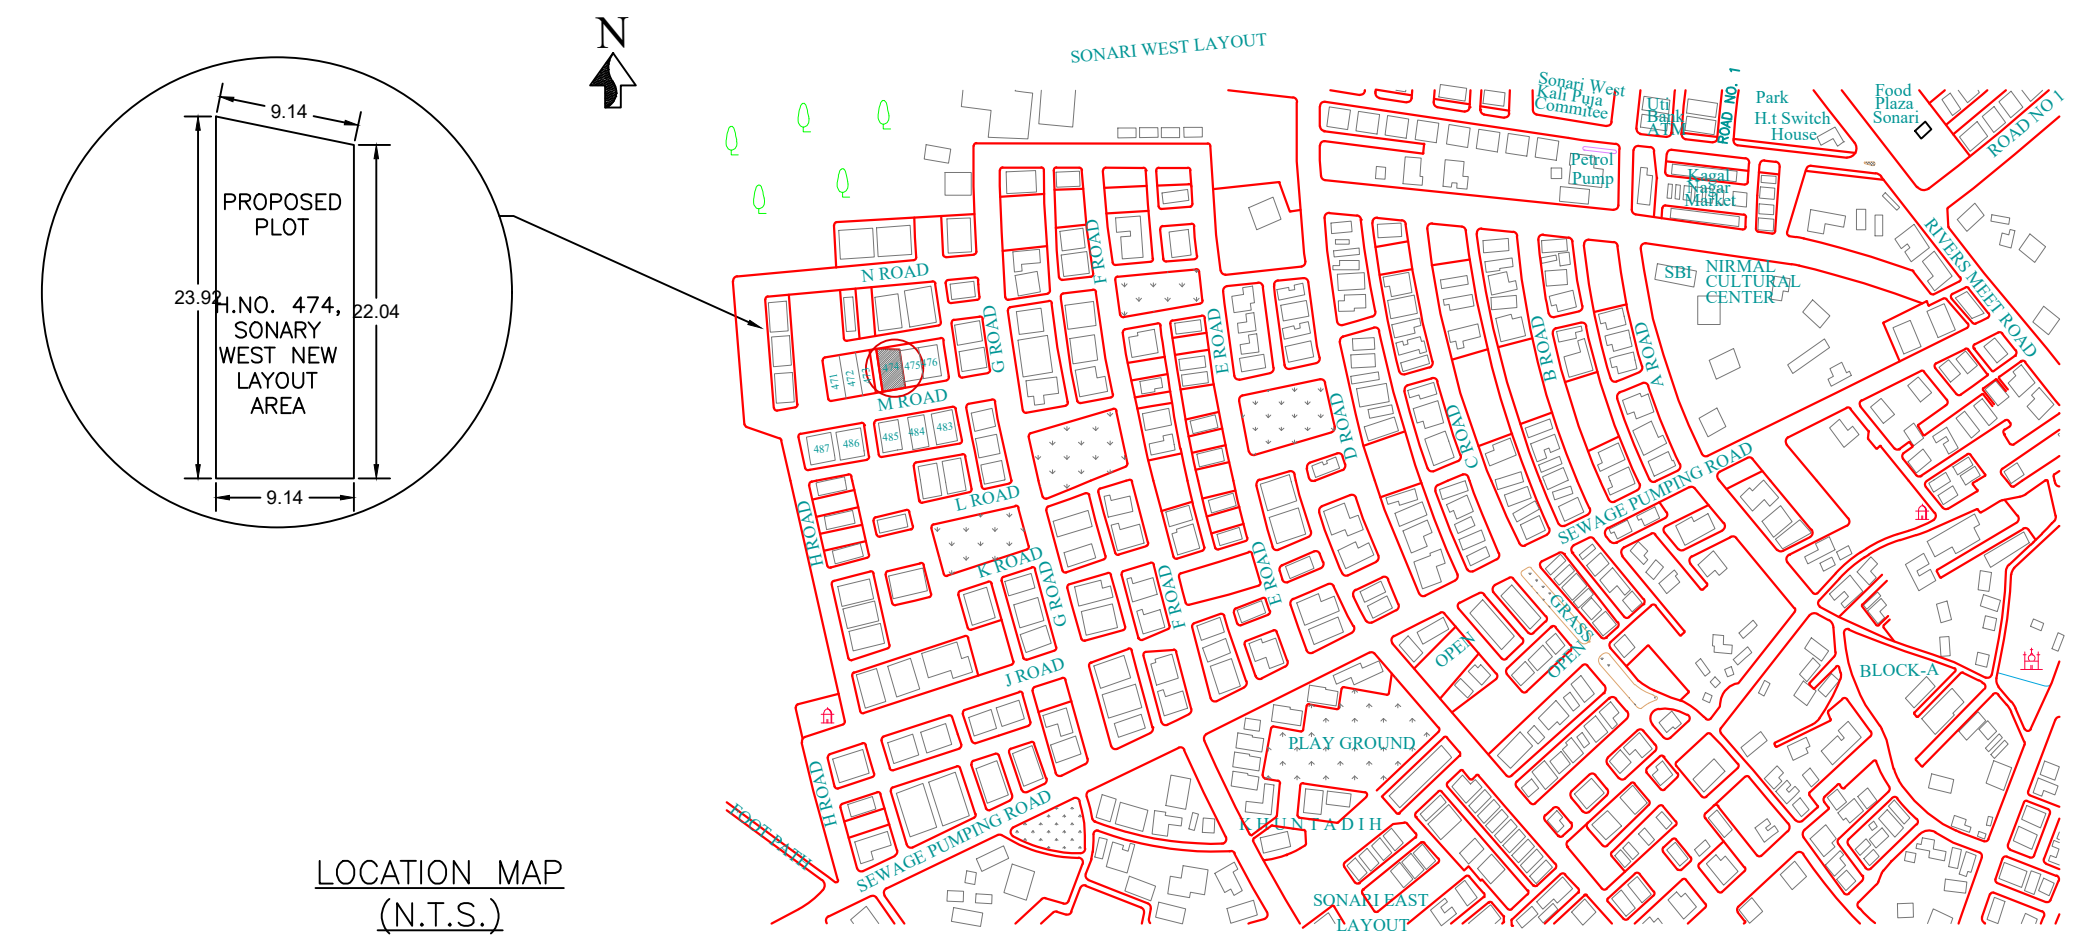 N
SONARI WEST LAYOUT
9.14
PROPOSED
PLOT
23.92
22.04
H.NO. 474,
SONARY
WEST NEW
LAYOUT
AREA
9.14
LOCATION MAP
(N.T.S.)
Sonari West
Kali Puja
Commitee
Uti
Bank
ATM
ROAD NO. 1
Park
H.t Switch
House
Food
Plaza
Sonari
ROAD NO 1
Petrol
Pump
Kagal
Nagar
Market
RIVERS MEET ROAD
SBI
NIRMAL
CULTURAL
CENTER
N ROAD
F ROAD
G ROAD
E ROAD
B ROAD
A ROAD
471
472
473
474
475
476
M ROAD
487
486
485
484
483
D ROAD
C ROAD
L ROAD
H ROAD
K ROAD
G ROAD
F ROAD
E ROAD
SEWAGE PUMPING ROAD
GRASS
OPEN
OPEN
J ROAD
BLOCK-A
PLAY GROUND
H ROAD
FOOT PATH
SEWAGE PUMPING ROAD
KHUNTADIH
SONARI EAST
LAYOUT